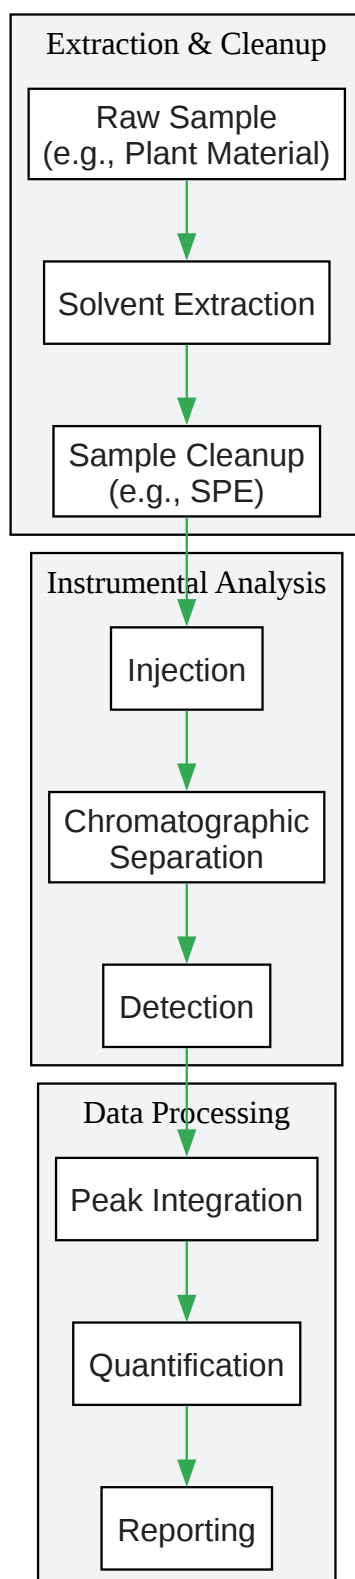 Extraction & Cleanup
Raw Sample
(e.g., Plant Material)
Solvent Extraction
Sample Cleanup
(e.g., SPE)
Instrumental Analysis
Injection
Chromatographic
Separation
Detection
Data Processing
Peak Integration
Quantification
Reporting